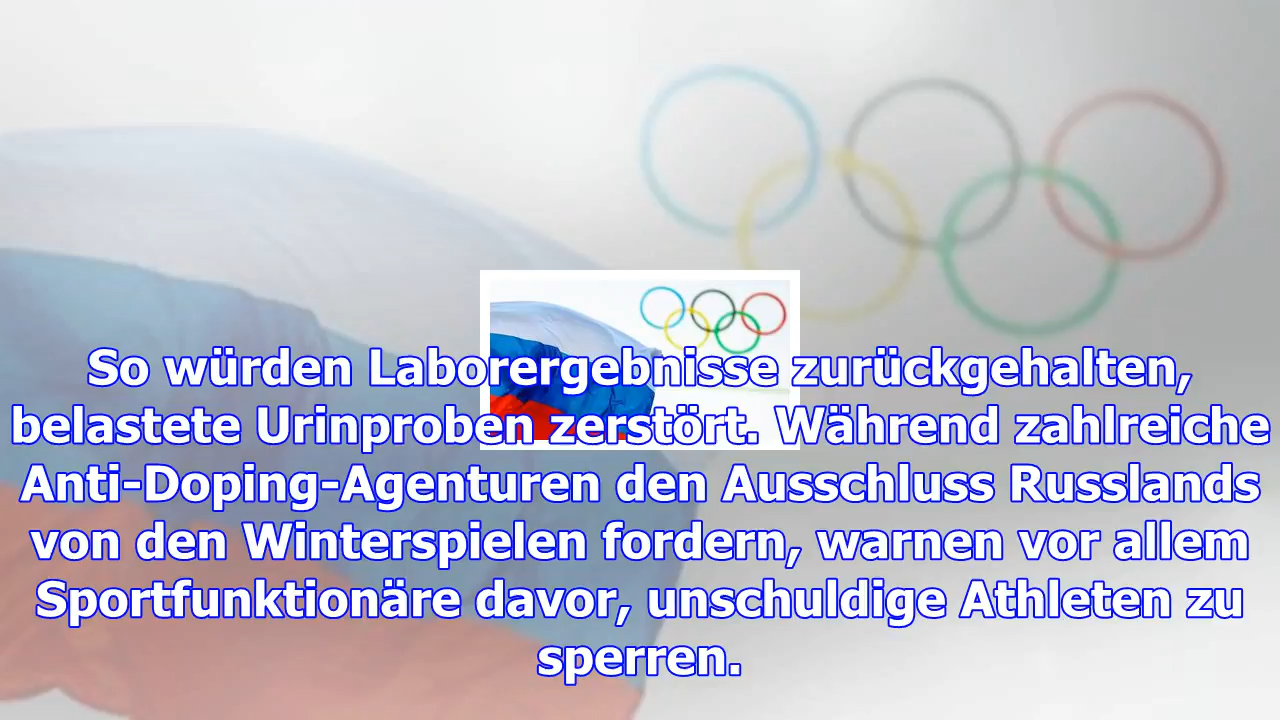 So würden Laborergebnisse zurückgehalten,
belastete Urinproben zerstört. Während zahlreiche
Anti-Doping-Agenturen den Ausschluss Russlands
von den Winterspielen fordern, warnen vor allem
Sportfunktionäre davor, unschuldige Athleten zu
sperren.